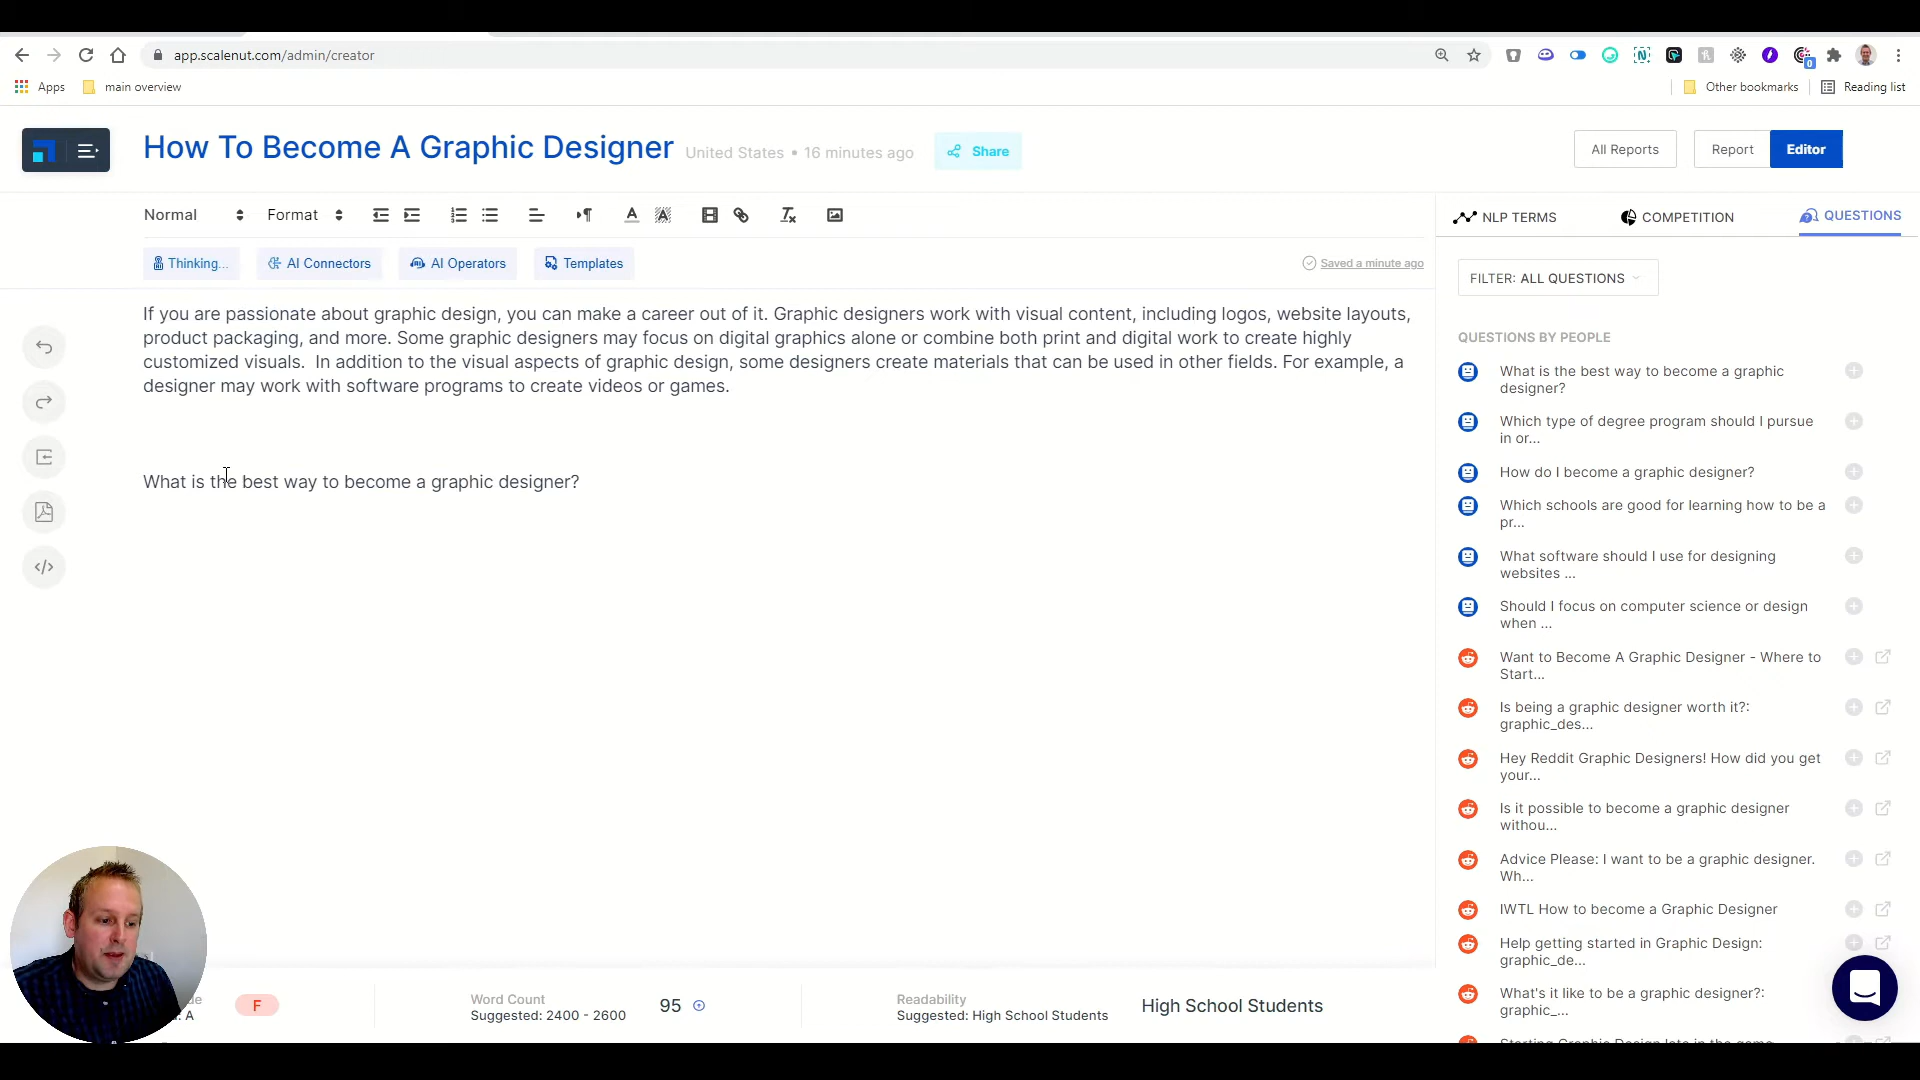 app.scalenut.com/admin/creator
0
Apps
main overview
Other bookmarks
Reading list
How To Become A Graphic Designer
United States • 16 minutes ago
Share
All Reports
Report
Editor
Normal
Format
Thinking...
AI Connectors
AI Operators
Templates
Saved a minute ago
If you are passionate about graphic design, you can make a career out of it. Graphic designers work with visual content, including logos, website layouts,
product packaging, and more. Some graphic designers may focus on digital graphics alone or combine both print and digital work to create highly
customized visuals.  In addition to the visual aspects of graphic design, some designers create materials that can be used in other fields. For example, a
designer may work with software programs to create videos or games.
What is the best way to become a graphic designer?
NLP TERMS
COMPETITION
QUESTIONS
FILTER: ALL QUESTIONS
QUESTIONS BY PEOPLE
What is the best way to become a graphic
designer?
Which type of degree program should I pursue
in or...
How do I become a graphic designer?
Which schools are good for learning how to be a
pr...
What software should I use for designing
websites ...
Should I focus on computer science or design
when ...
Want to Become A Graphic Designer - Where to
Start...
Is being a graphic designer worth it?:
graphic_des...
Hey Reddit Graphic Designers! How did you get
your...
Is it possible to become a graphic designer
withou...
Advice Please: I want to be a graphic designer.
Wh...
IWTL How to become a Graphic Designer
Help getting started in Graphic Design:
graphic_de...
What's it like to be a graphic designer?:
graphic_...
F
Word Count
Suggested: 2400 - 2600
95
Readability
Suggested: High School Students
High School Students